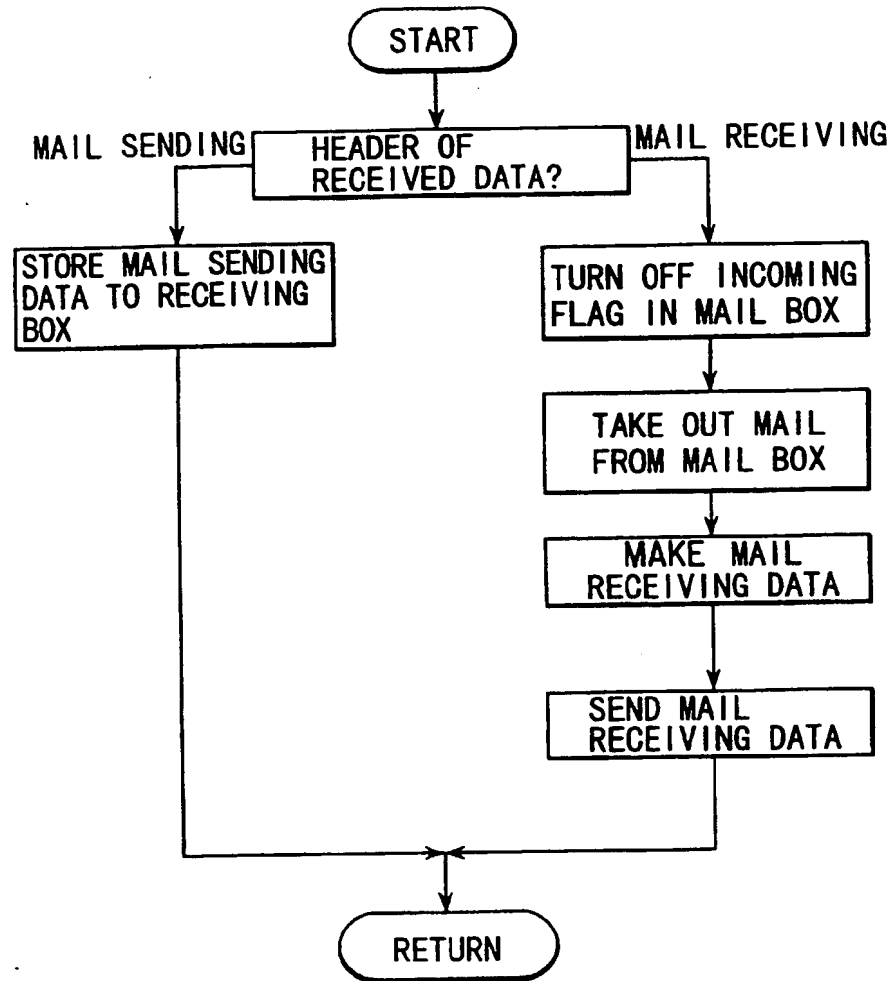 START
MAIL SENDING
HEADER OF
RECEIVED DATA?
MAIL RECEIVING
STORE MAIL SENDING
DATA TO RECEIVING
BOX
TURN OFF INCOMING
FLAG IN MAIL BOX
TAKE OUT MAIL
FROM MAIL BOX
MAKE MAIL
RECEIVING DATA
SEND MAIL
RECEIVING DATA
RETURN